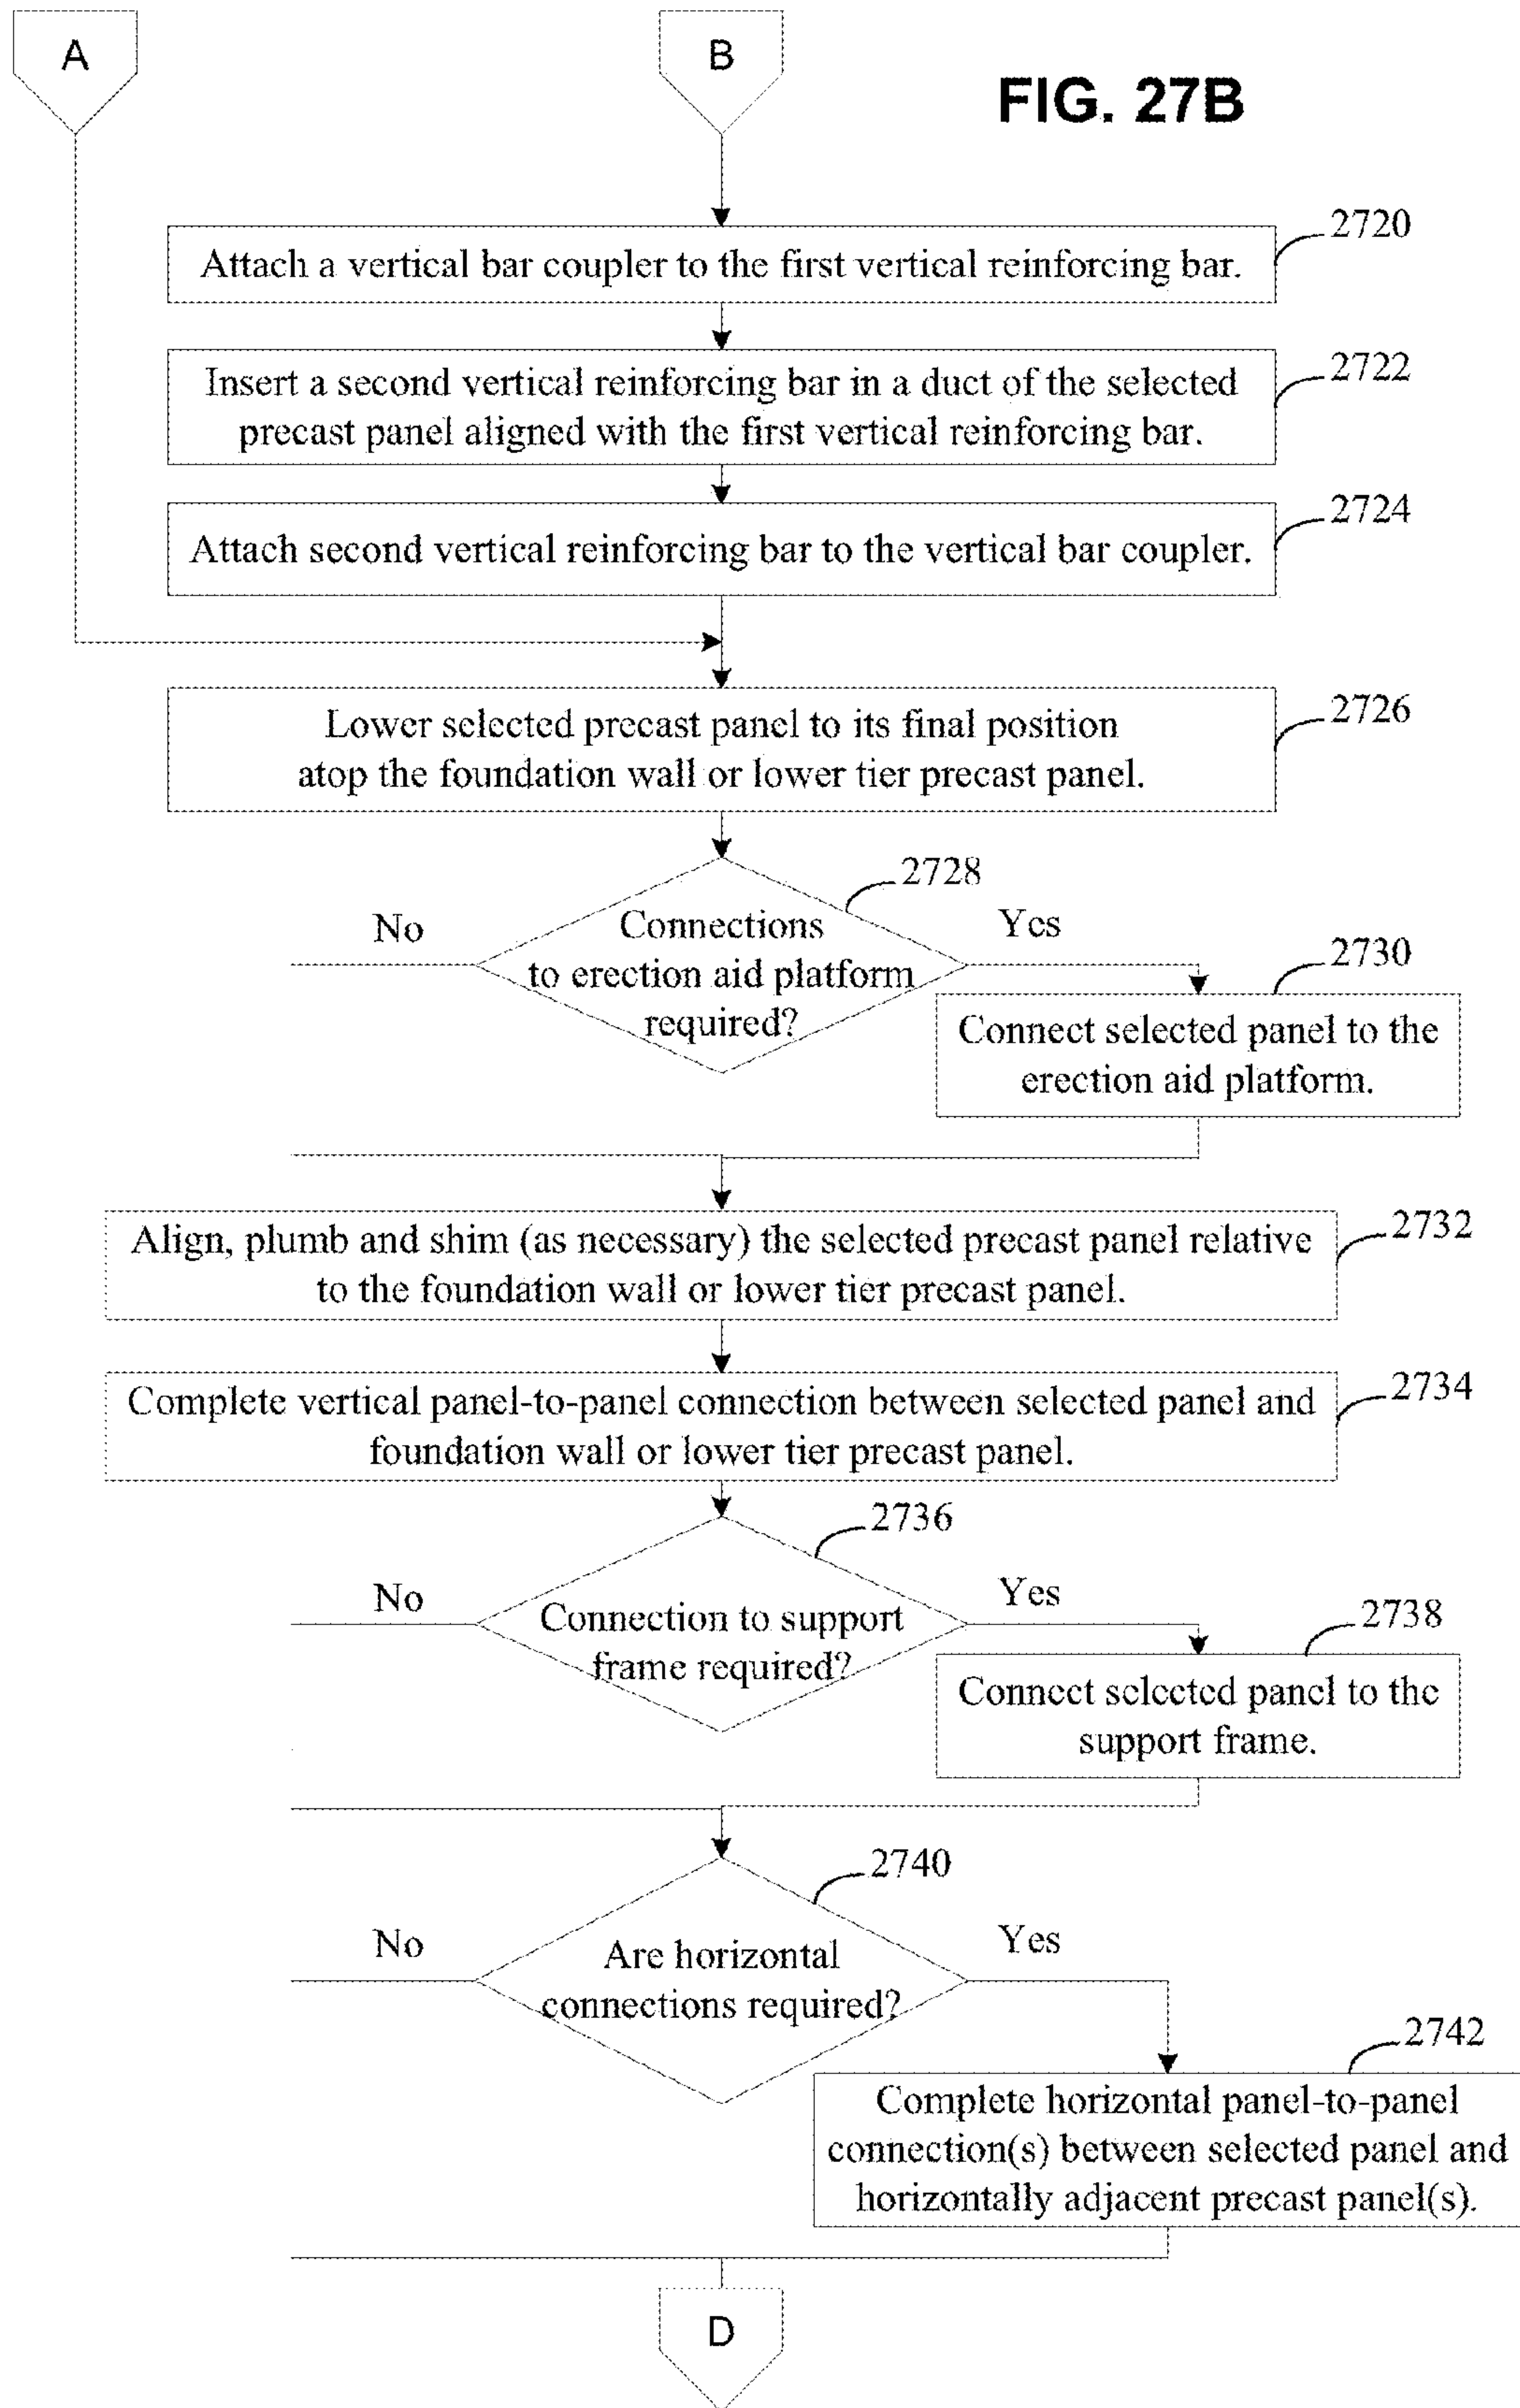 A
B
FIG. 27B
2720
Attach a vertical bar coupler to the first vertical reinforcing bar.
2722
Insert a second vertical reinforcing bar in a duct of the selected
precast panel aligned with the first vertical reinforcing bar.
2724
Attach second vertical reinforcing bar to the vertical bar coupler.
2726
Lower selected precast panel to its final position
atop the foundation wall or lower tier precast panel.
2728
No
Connections
to erection aid platform
required?
Yes
2730
Connect selected panel to the
erection aid platform.
2732
Align, plumb and shim (as necessary) the selected precast panel relative
to the foundation wall or lower tier precast panel.
2734
Complete vertical panel-to-panel connection between selected panel and
foundation wall or lower tier precast panel.
2736
No
Connection to support
frame required?
Yes
2738
Connect selected panel to the
support frame.
2740
No
Are horizontal
connections required?
Yes
2742
Complete horizontal panel-to-panel
connection(s) between selected panel and
horizontally adjacent precast panel(s).
D